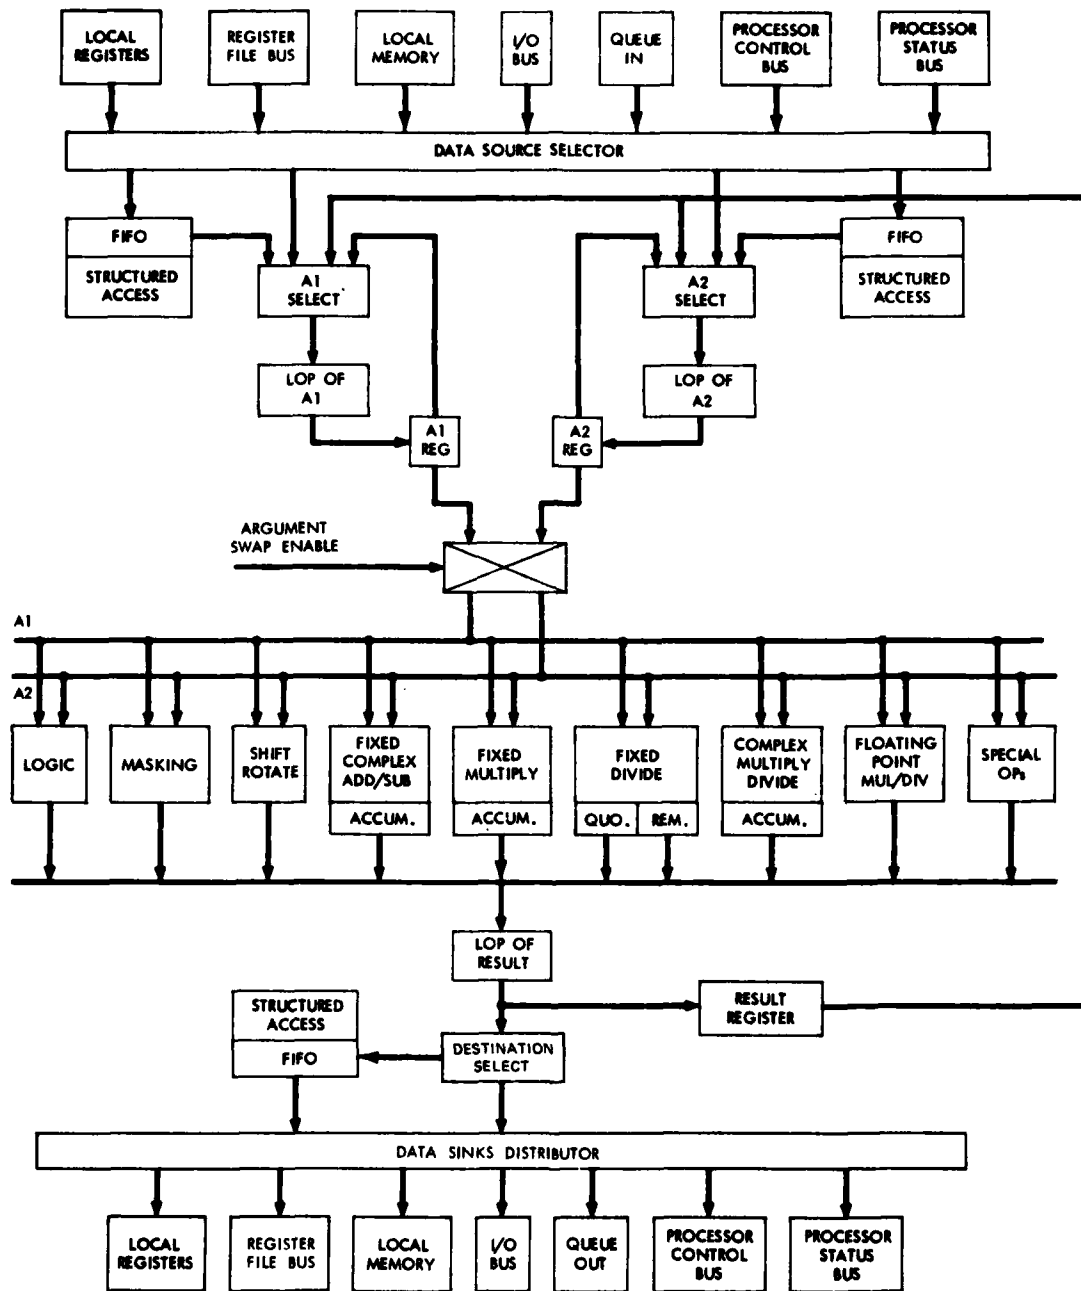 LOCAL
REGISTERS
REGISTER
FILE BUS
LOCAL
MEMORY
I/O
BUS
QUEUE
IN
PROCESSOR
CONTROL
BUS
PROCESSOR
STATUS
BUS
DATA SOURCE SELECTOR
FIFO
STRUCTURED
ACCESS
A1
SELECT
A2
SELECT
FIFO
STRUCTURED
ACCESS
LOP OF
A1
LOP OF
A2
A1
REG
A2
REG
ARGUMENT
SWAP ENABLE
A1
A2
LOGIC
MASKING
SHIFT
ROTATE
FIXED
COMPLEX
ADD/SUB
ACCUM.
FIXED
MULTIPLY
ACCUM.
FIXED
DIVIDE
QUO.
REM.
COMPLEX
MULTIPLY
DIVIDE
ACCUM.
FLOATING
POINT
MUL/DIV
SPECIAL
OPs
LOP OF
RESULT
STRUCTURED
ACCESS
FIFO
DESTINATION
SELECT
RESULT
REGISTER
DATA SINKS DISTRIBUTOR
LOCAL
REGISTERS
REGISTER
FILE BUS
LOCAL
MEMORY
I/O
BUS
QUEUE
OUT
PROCESSOR
CONTROL
BUS
PROCESSOR
STATUS
BUS